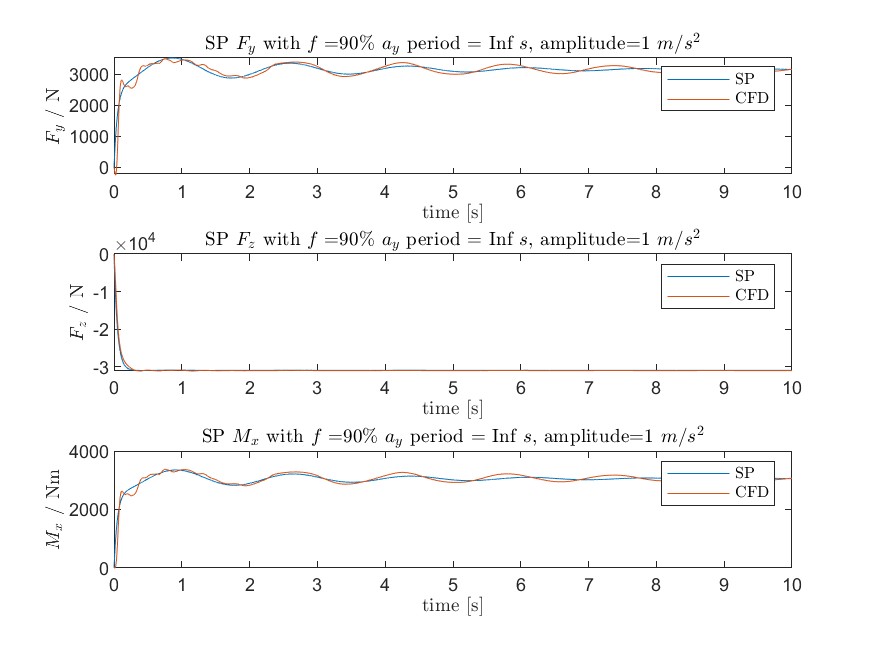 SP F_y with f =90% a_y period = Inf s, amplitude=1 m/s^2
3000
2000
1000
0
F_y / N
SP
CFD
0 1 2 3 4 5 6 7 8 9 10
time [s]
×10^4
SP F_z with f =90% a_y period = Inf s, amplitude=1 m/s^2
0
-1
-2
-3
F_z / N
SP
CFD
0 1 2 3 4 5 6 7 8 9 10
time [s]
SP M_x with f =90% a_y period = Inf s, amplitude=1 m/s^2
4000
2000
0
M_x / Nm
SP
CFD
0 1 2 3 4 5 6 7 8 9 10
time [s]